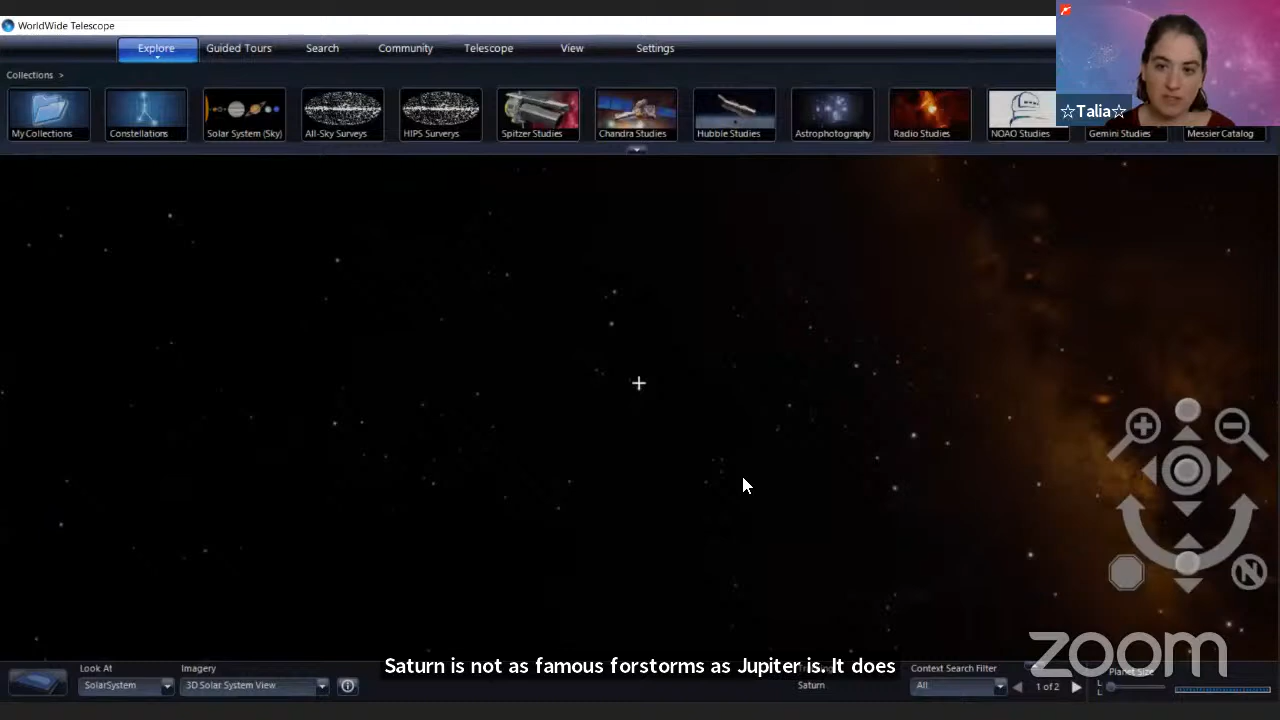 WorldWide Telescope
Explore
Guided Tours
Search
Community
Telescope
View
Settings
☆Talia☆
Collections >
My Collections
Constellations
Solar System (Sky)
All-Sky Surveys
HIPS Surverys
Spitzer Studies
Chandra Studies
Hubble Studies
Astrophotography
Radio Studies
NOAO Studies
Gemini Studies
Messier Catalog
N
zoom
Saturn is not as famous forstorms as Jupiter is. It does
Look At
Imagery
Context Search Filter
Planet Size
SolarSystem
3D Solar System View
Saturn
All
1 of 2
L
L